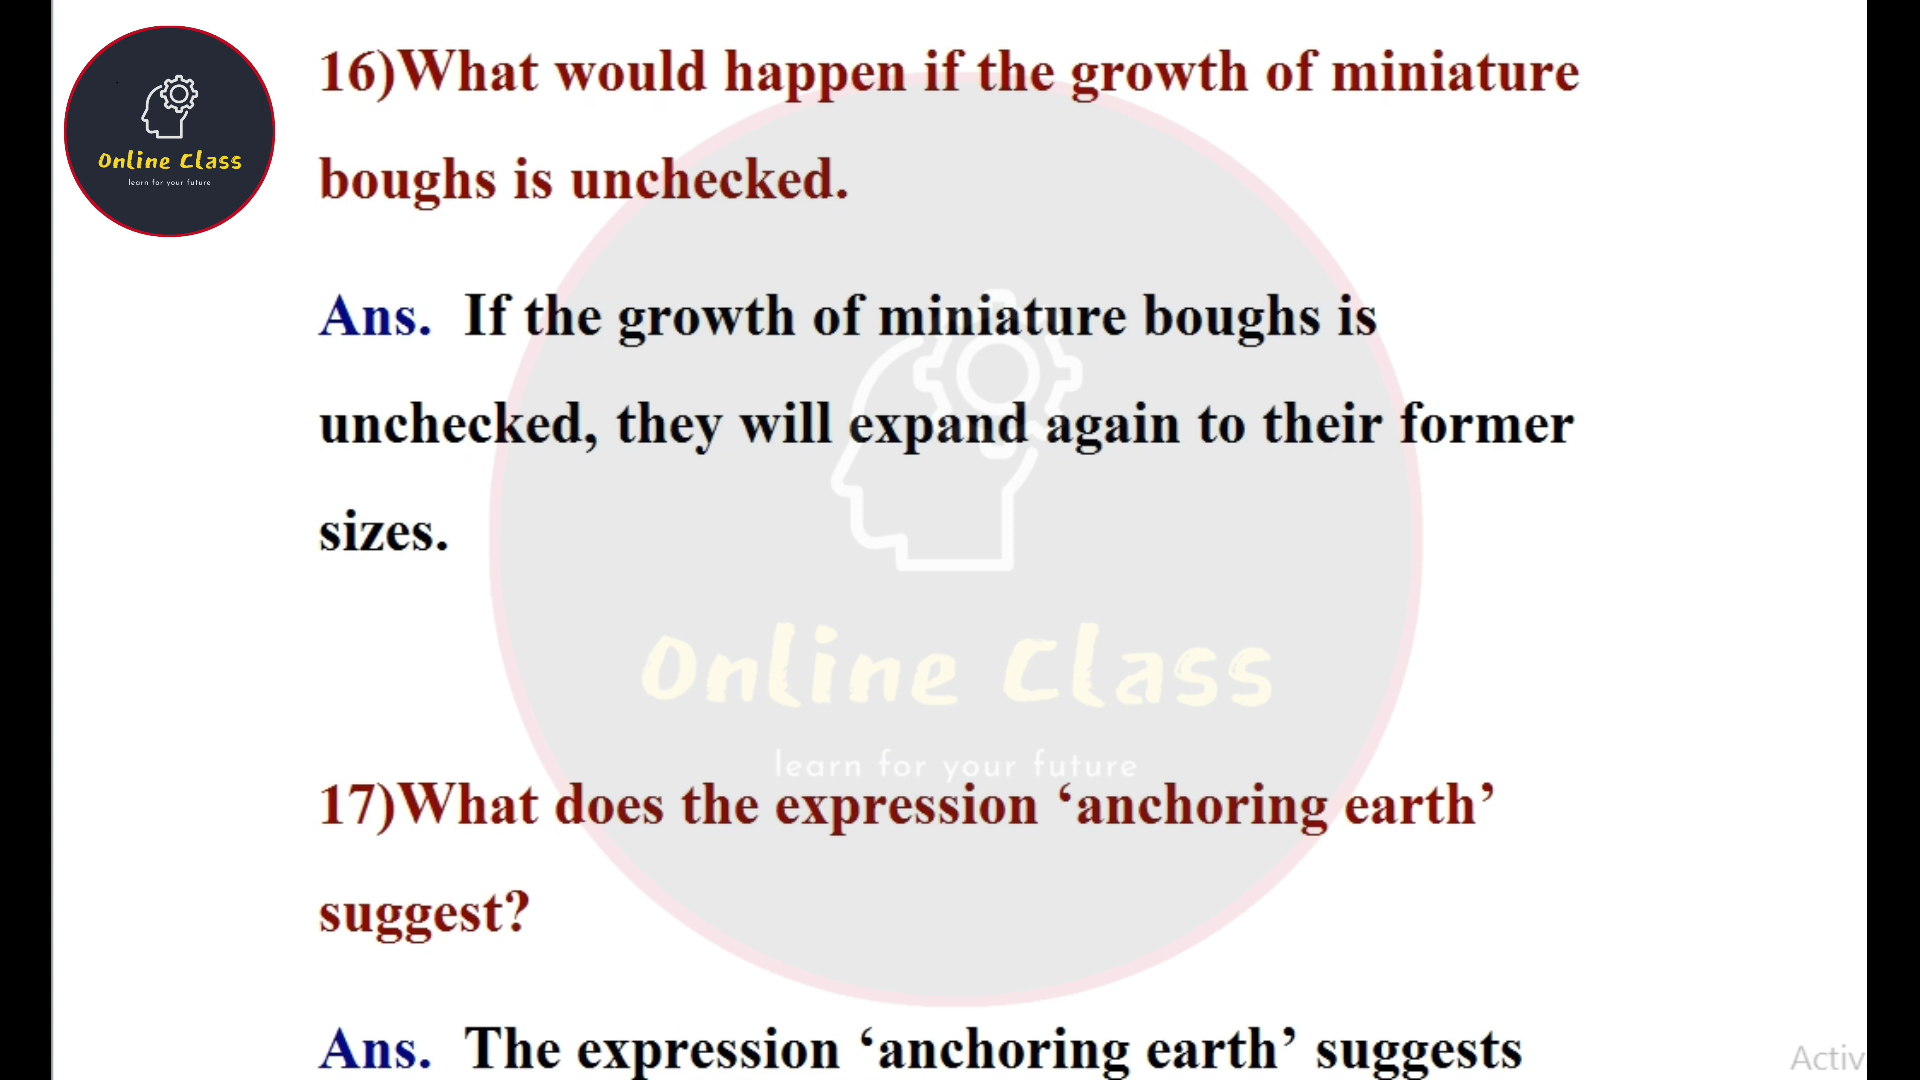 Online Class
learn for your future
16)What would happen if the growth of miniature
boughs is unchecked.
Ans. If the growth of miniature boughs is
unchecked, they will expand again to their former
sizes.
Online Class
learn for your future
17)What does the expression ‘anchoring earth’
suggest?
Ans. The expression ‘anchoring earth’ suggests
Activ